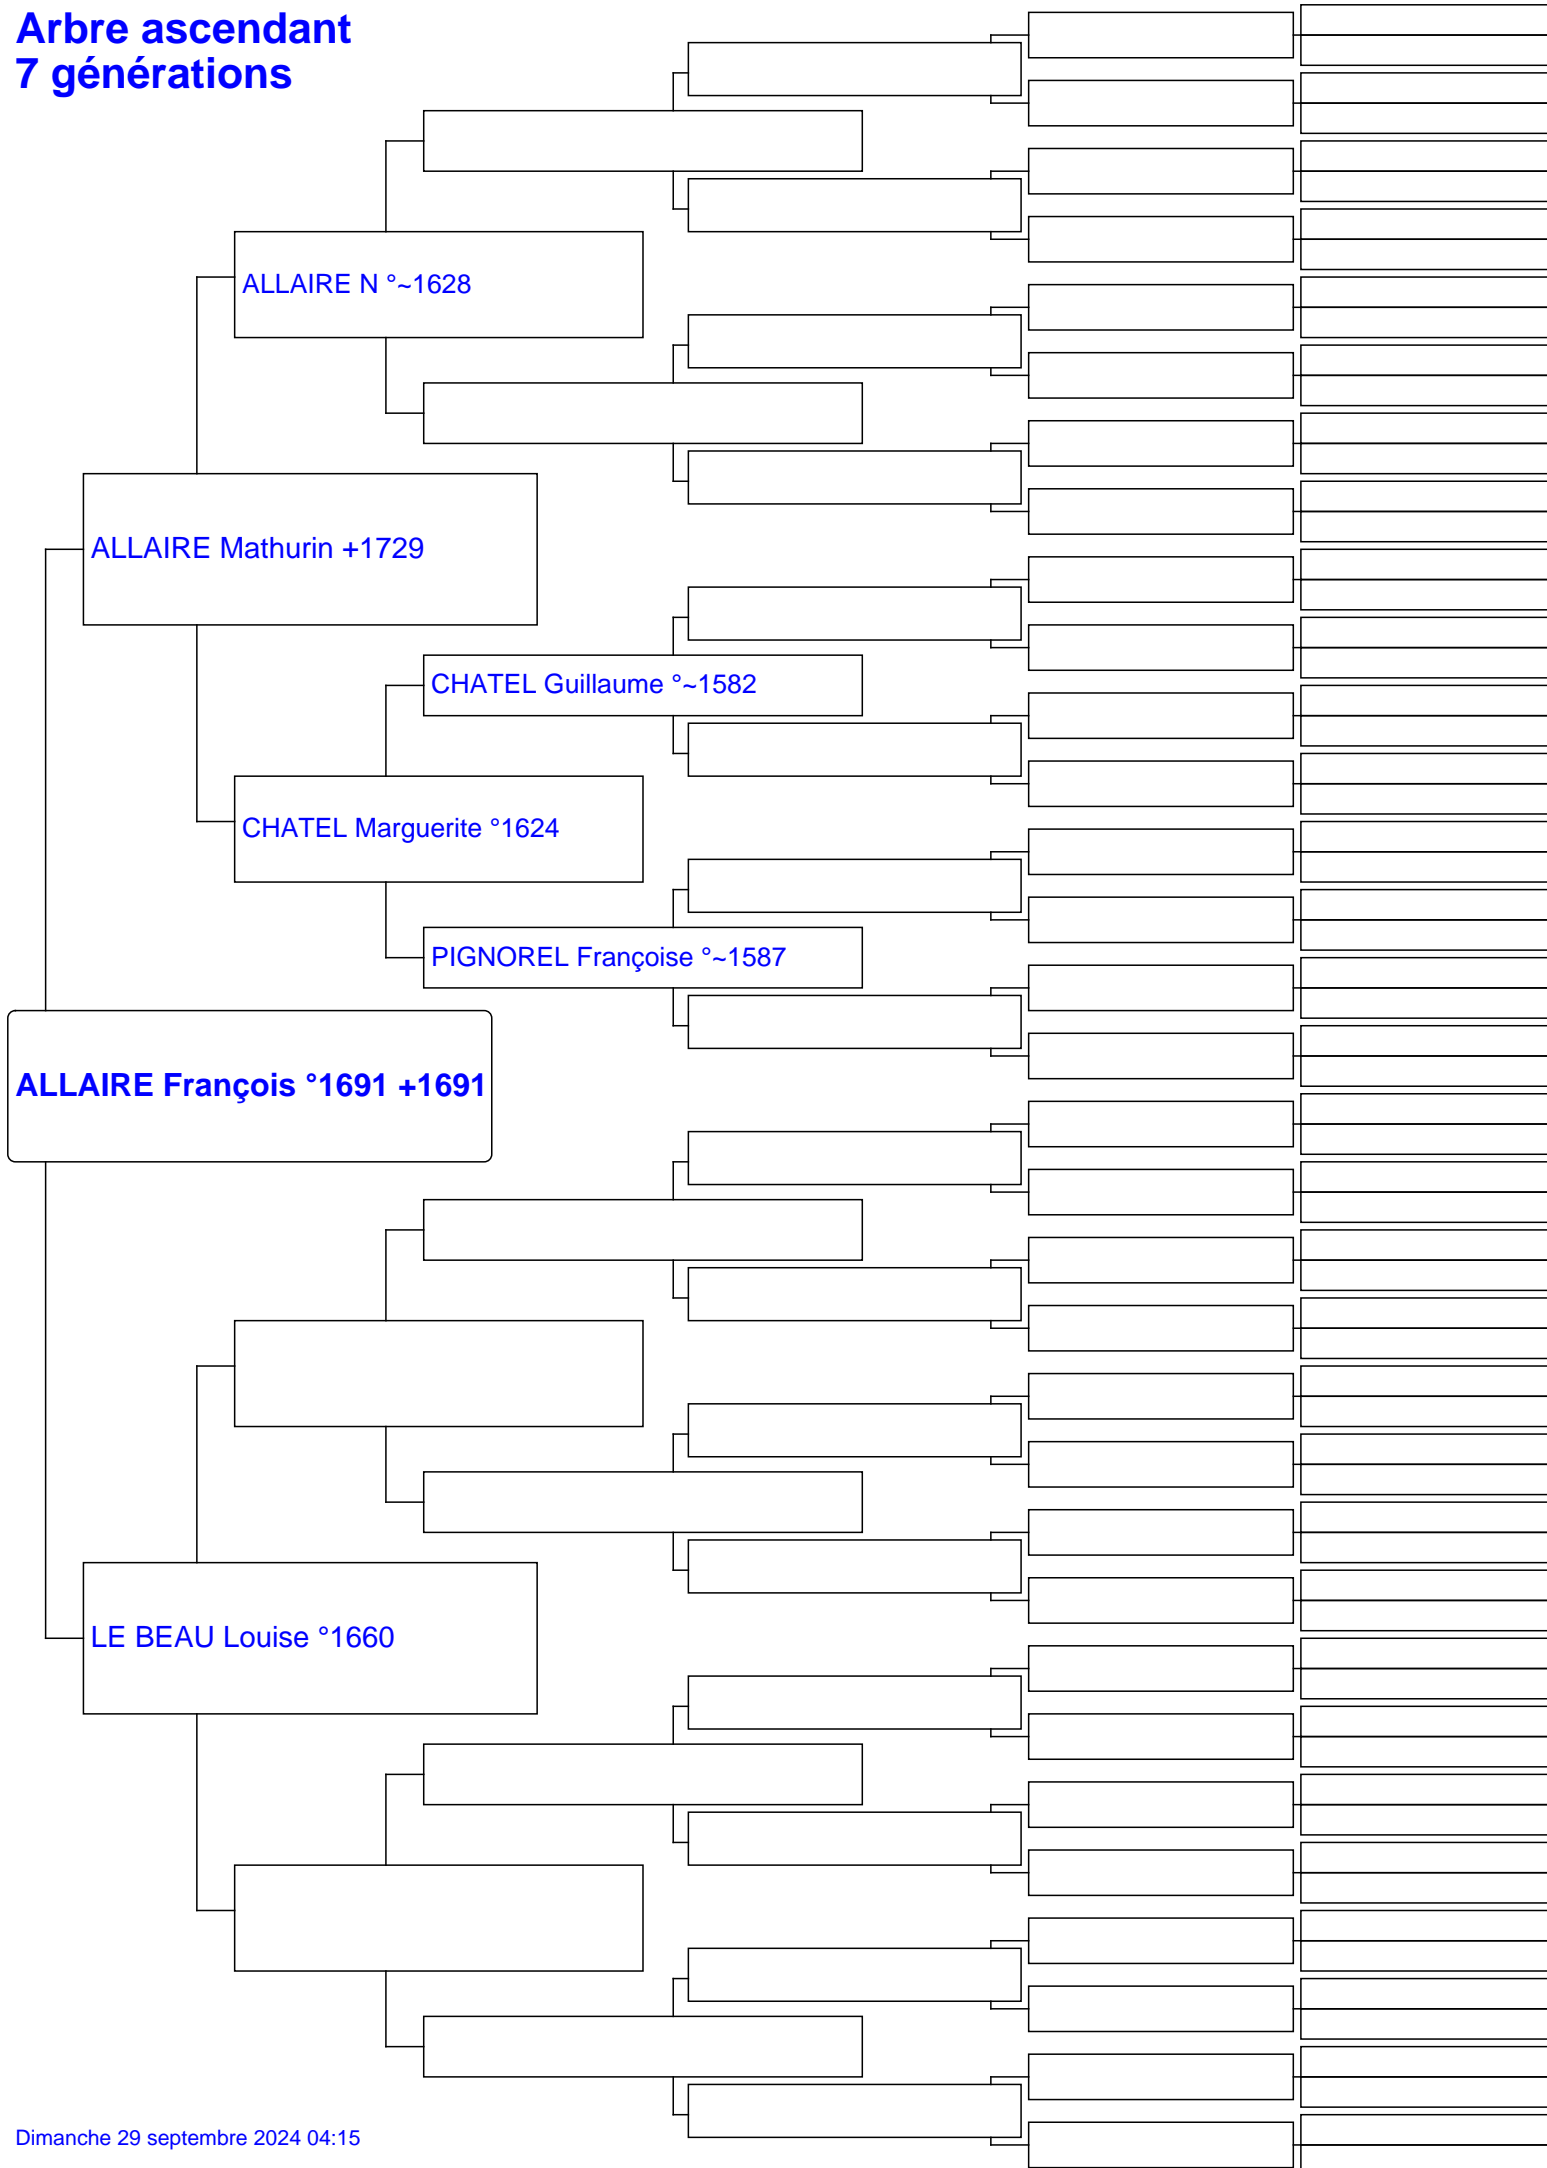 Arbre ascendant
7 générations
ALLAIRE N °~1628
ALLAIRE Mathurin +1729
CHATEL Guillaume °~1582
CHATEL Marguerite °1624
PIGNOREL Françoise °~1587
ALLAIRE François °1691 +1691
LE BEAU Louise °1660
Dimanche 29 septembre 2024 04:15